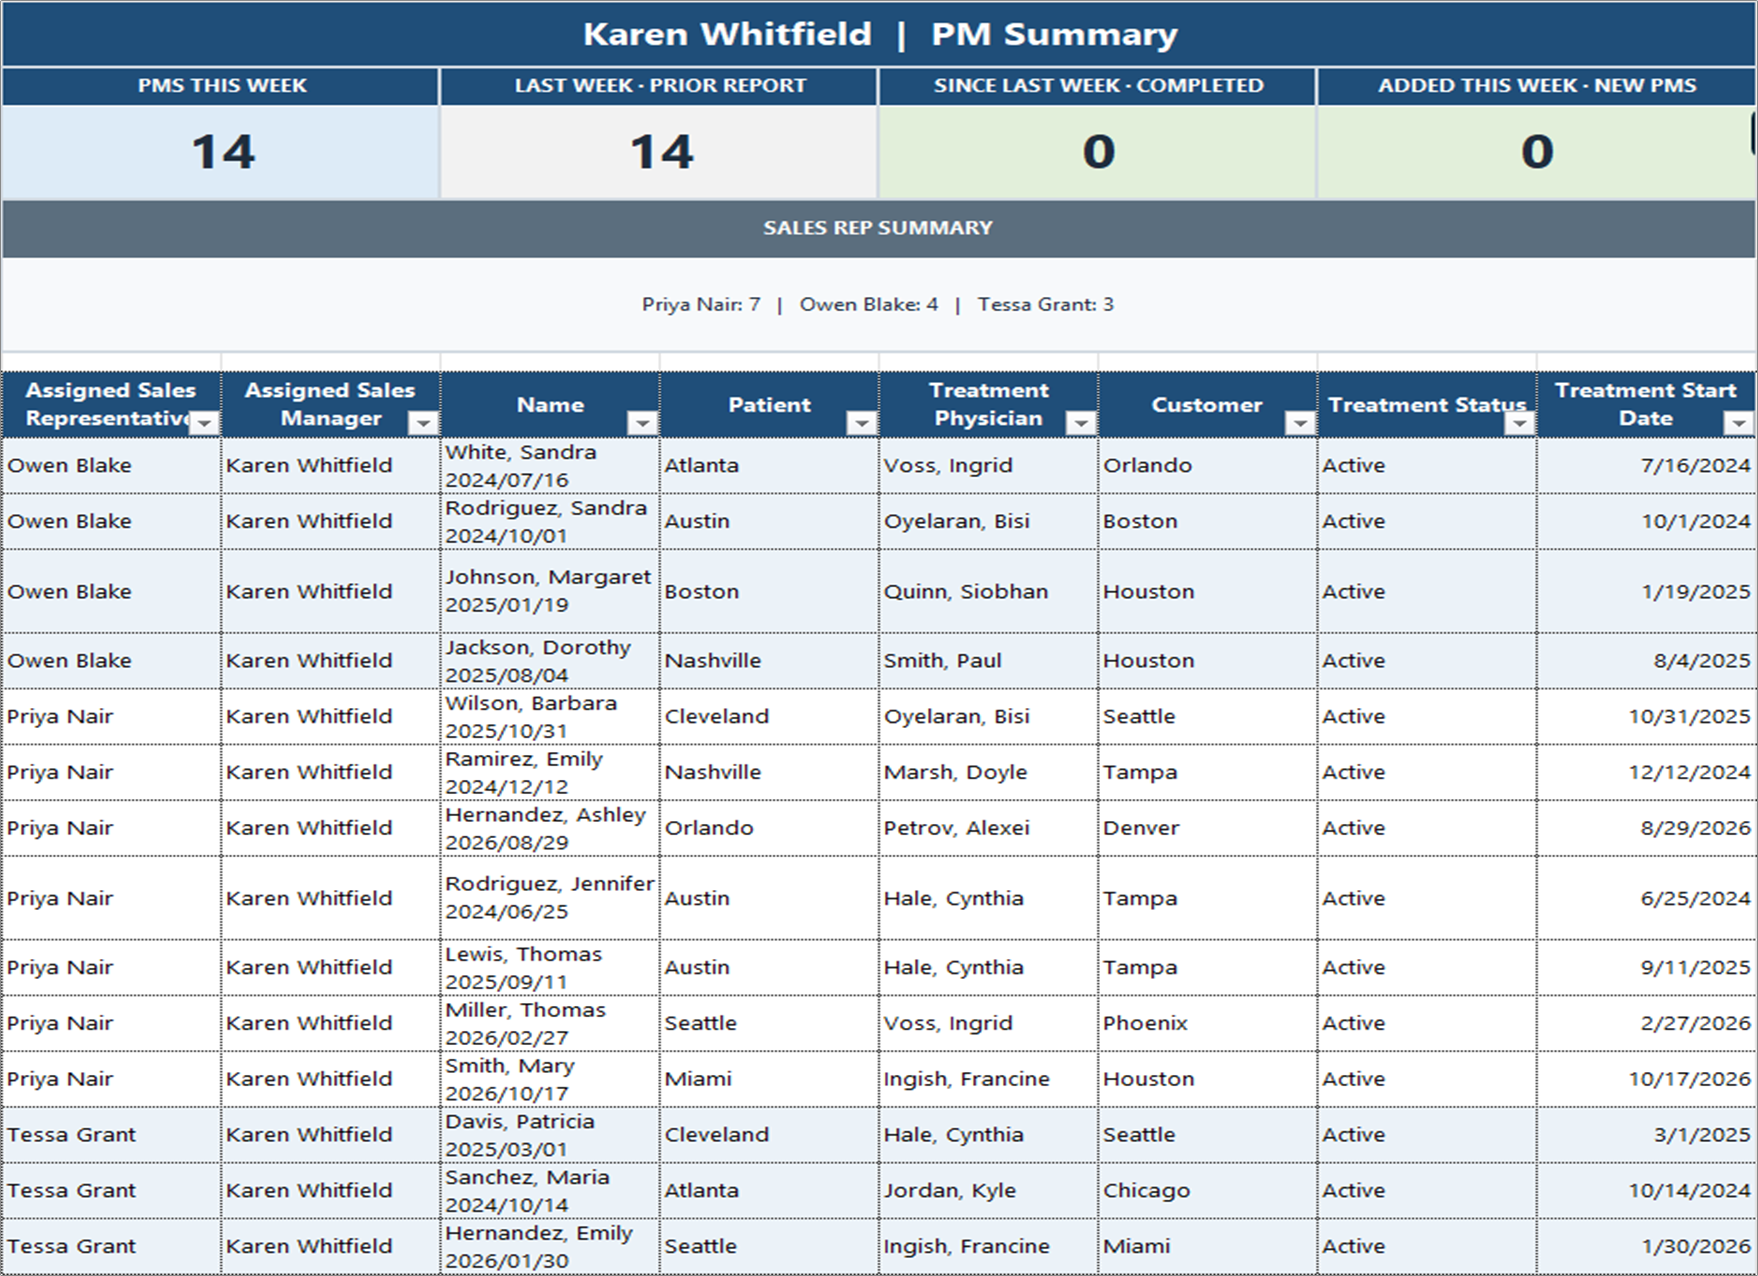 Karen Whitfield | PM Summary
PMS THIS WEEK LAST WEEK · PRIOR REPORT SINCE LAST WEEK · COMPLETED ADDED THIS WEEK · NEW PMS
14 14 0 0
SALES REP SUMMARY
Priya Nair: 7 | Owen Blake: 4 | Tessa Grant: 3
Assigned Sales Representative Assigned Sales Manager Name Patient Treatment Physician Customer Treatment Status Treatment Start Date
Owen Blake Karen Whitfield White, Sandra 2024/07/16 Atlanta Voss, Ingrid Orlando Active 7/16/2024
Owen Blake Karen Whitfield Rodriguez, Sandra 2024/10/01 Austin Oyelaran, Bisi Boston Active 10/1/2024
Owen Blake Karen Whitfield Johnson, Margaret 2025/01/19 Boston Quinn, Siobhan Houston Active 1/19/2025
Owen Blake Karen Whitfield Jackson, Dorothy 2025/08/04 Nashville Smith, Paul Houston Active 8/4/2025
Priya Nair Karen Whitfield Wilson, Barbara 2025/10/31 Cleveland Oyelaran, Bisi Seattle Active 10/31/2025
Priya Nair Karen Whitfield Ramirez, Emily 2024/12/12 Nashville Marsh, Doyle Tampa Active 12/12/2024
Priya Nair Karen Whitfield Hernandez, Ashley 2026/08/29 Orlando Petrov, Alexei Denver Active 8/29/2026
Priya Nair Karen Whitfield Rodriguez, Jennifer 2024/06/25 Austin Hale, Cynthia Tampa Active 6/25/2024
Priya Nair Karen Whitfield Lewis, Thomas 2025/09/11 Austin Hale, Cynthia Tampa Active 9/11/2025
Priya Nair Karen Whitfield Miller, Thomas 2026/02/27 Seattle Voss, Ingrid Phoenix Active 2/27/2026
Priya Nair Karen Whitfield Smith, Mary 2026/10/17 Miami Ingish, Francine Houston Active 10/17/2026
Tessa Grant Karen Whitfield Davis, Patricia 2025/03/01 Cleveland Hale, Cynthia Seattle Active 3/1/2025
Tessa Grant Karen Whitfield Sanchez, Maria 2024/10/14 Atlanta Jordan, Kyle Chicago Active 10/14/2024
Tessa Grant Karen Whitfield Hernandez, Emily 2026/01/30 Seattle Ingish, Francine Miami Active 1/30/2026